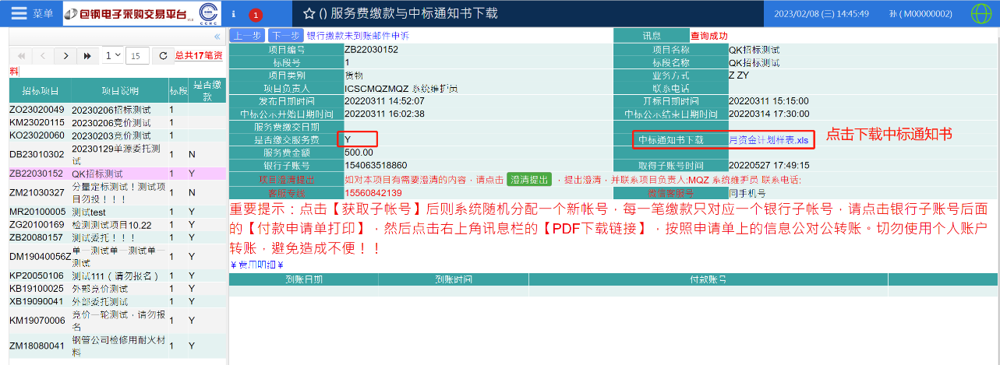 菜单
包钢电子采购交易平台
CCRC
1
() 服务费缴款与中标通知书下载
2023/02/08 (三) 14:45:49
孙 ( M00000002)
1
15
总共17笔资料
招标项目 项目说明 标段 是否缴款
ZO23020049 20230206招标测试 1
KM23020115 20230206竞价测试 1
KO23020060 20230203竞价测试 1
DB23010302 20230129单源委托测试 1 N
ZB22030152 QK招标测试 1 Y
ZM21030327 分量定标测试！测试项目勿投！！！ 1 N
MR20100005 测试test 1 Y
ZG20100169 检测测试项目10.22 1 Y
ZB20080157 测试委托！！！ 1 Y
DM19040056Z 单一测试单一测试单一测试 1 Y
KP20050106 测试111（请勿报名） 1 Y
KB19100025 外部竞价测试 1 Y
XB19090041 外部委托测试 1 Y
KM19070006 竞价一轮测试，请勿报名 1 Y
ZM18080041 钢管公司检修用耐火材料 1 Y
上一步 下一步 银行缴款未到账邮件申诉 讯息 查询成功
项目编号 ZB22030152 项目名称 QK招标测试
标段号 1 标段名称 QK招标测试
项目类别 货物 业务方式 Z ZY
项目负责人 ICSCMQZMQZ 系统维护员 联系电话
发布日期时间 20220311 14:52:07 开标日期时间 20220311 15:15:00
中标公示开始日期时间 20220311 16:02:38 中标公示结束日期时间 20220314 17:30:00
服务费缴交日期
是否缴交服务费 Y 中标通知书下载 月资金计划样表.xls 点击下载中标通知书
服务费金额 500.00
银行子账号 154063518860 取得子账号时间 20220527 17:49:15
项目澄清提出 如对本项目有需要澄清的内容，请点击 澄清提出 ，提出澄清，并联系项目负责人:MQZ 系统维护员 联系电话:
客服专线 15560842139 微信客服号 同手机号
重要提示：点击【获取子帐号】后则系统随机分配一个新帐号，每一笔缴款只对应一个银行子帐号，请点击银行子账号后面
的【付款申请单打印】，然后点击右上角讯息栏的【PDF下载链接】，按照申请单上的信息公对公转账。切勿使用个人账户
转账，避免造成不便！！
¥费用明细¥
到账日期 到账时间 付款账号